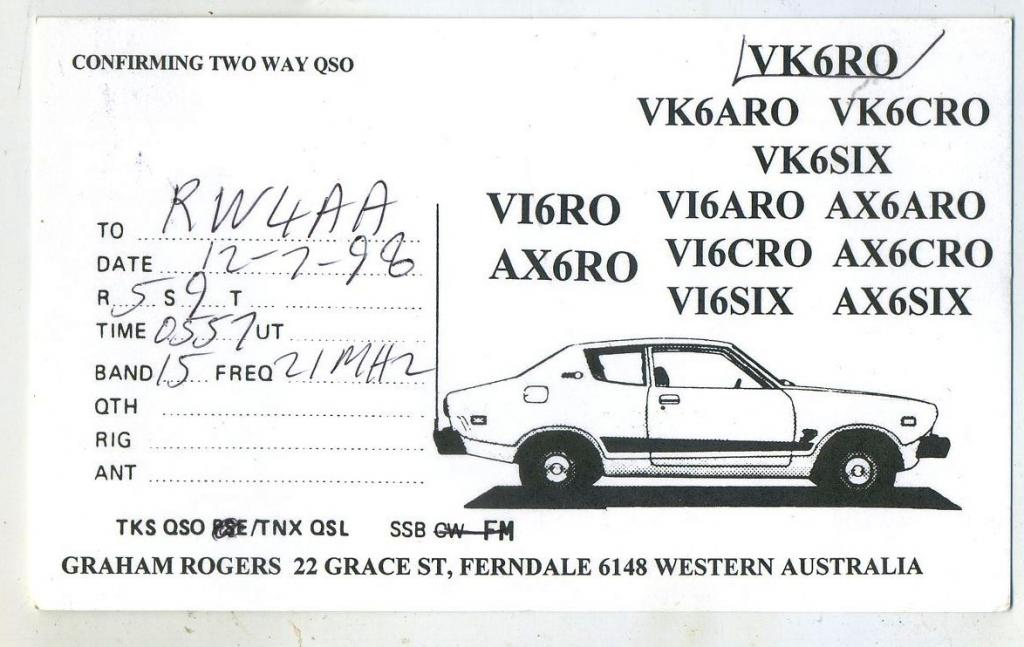 CONFIRMING TWO WAY QSO
VK6RO
VK6ARO VK6CRO
VK6SIX
VI6RO VI6ARO AX6ARO
AX6RO VI6CRO AX6CRO
VI6SIX AX6SIX
TO RW4AA
DATE 12-7-98
R 5 S 9 T
TIME 0557 UT
BAND 15 FREQ 21MHz
QTH
RIG
ANT
TKS QSO PSE/TNX QSL SSB CW FM
GRAHAM ROGERS 22 GRACE ST, FERNDALE 6148 WESTERN AUSTRALIA